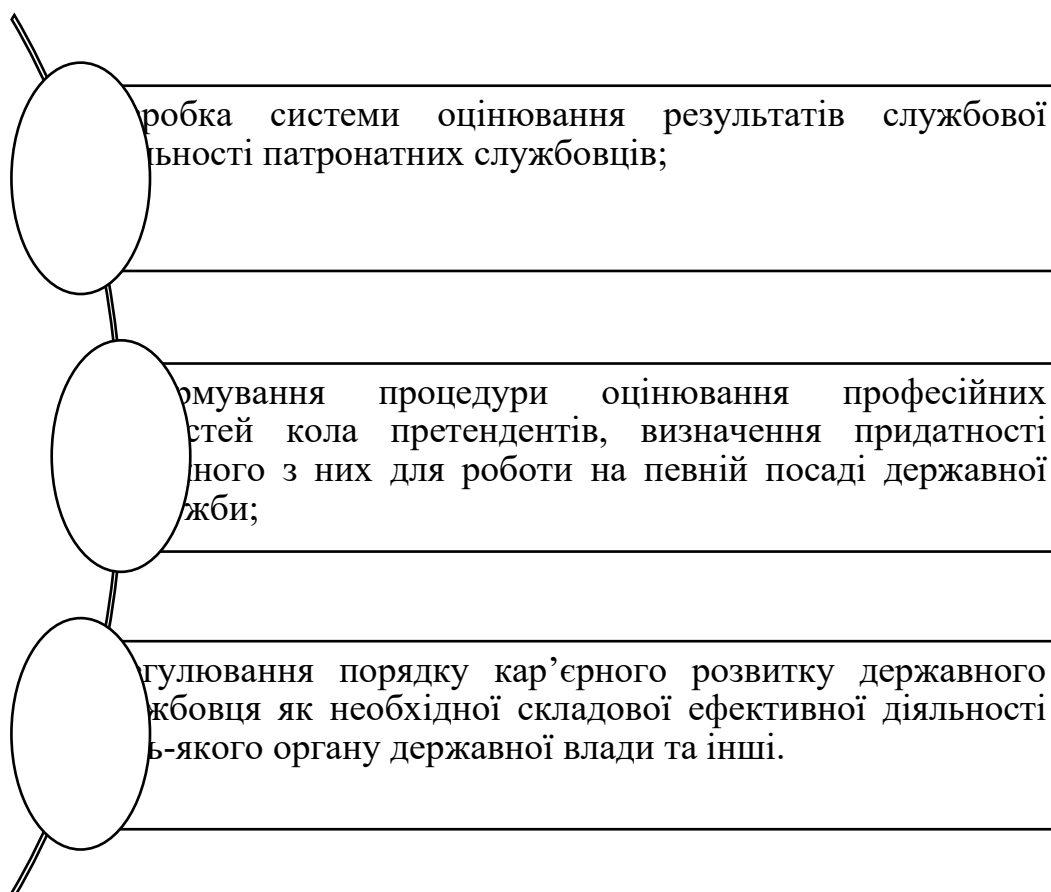 робка системи оцінювання результатів службової
льності патронатних службовців;
рмування процедури оцінювання професійних
стей кола претендентів, визначення придатності
ного з них для роботи на певній посаді державної
жби;
гулювання порядку кар’єрного розвитку державного
жбовця як необхідної складової ефективної діяльності
ь-якого органу державної влади та інші.